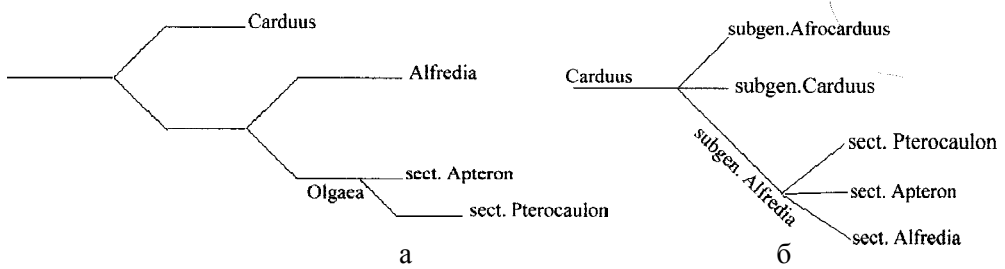 Carduus
Alfredia
sect. Apteron
Olgaea
sect. Pterocaulon
а
subgen.Afrocarduus
Carduus
subgen.Carduus
subgen. Alfredia
sect. Pterocaulon
sect. Apteron
sect. Alfredia
б